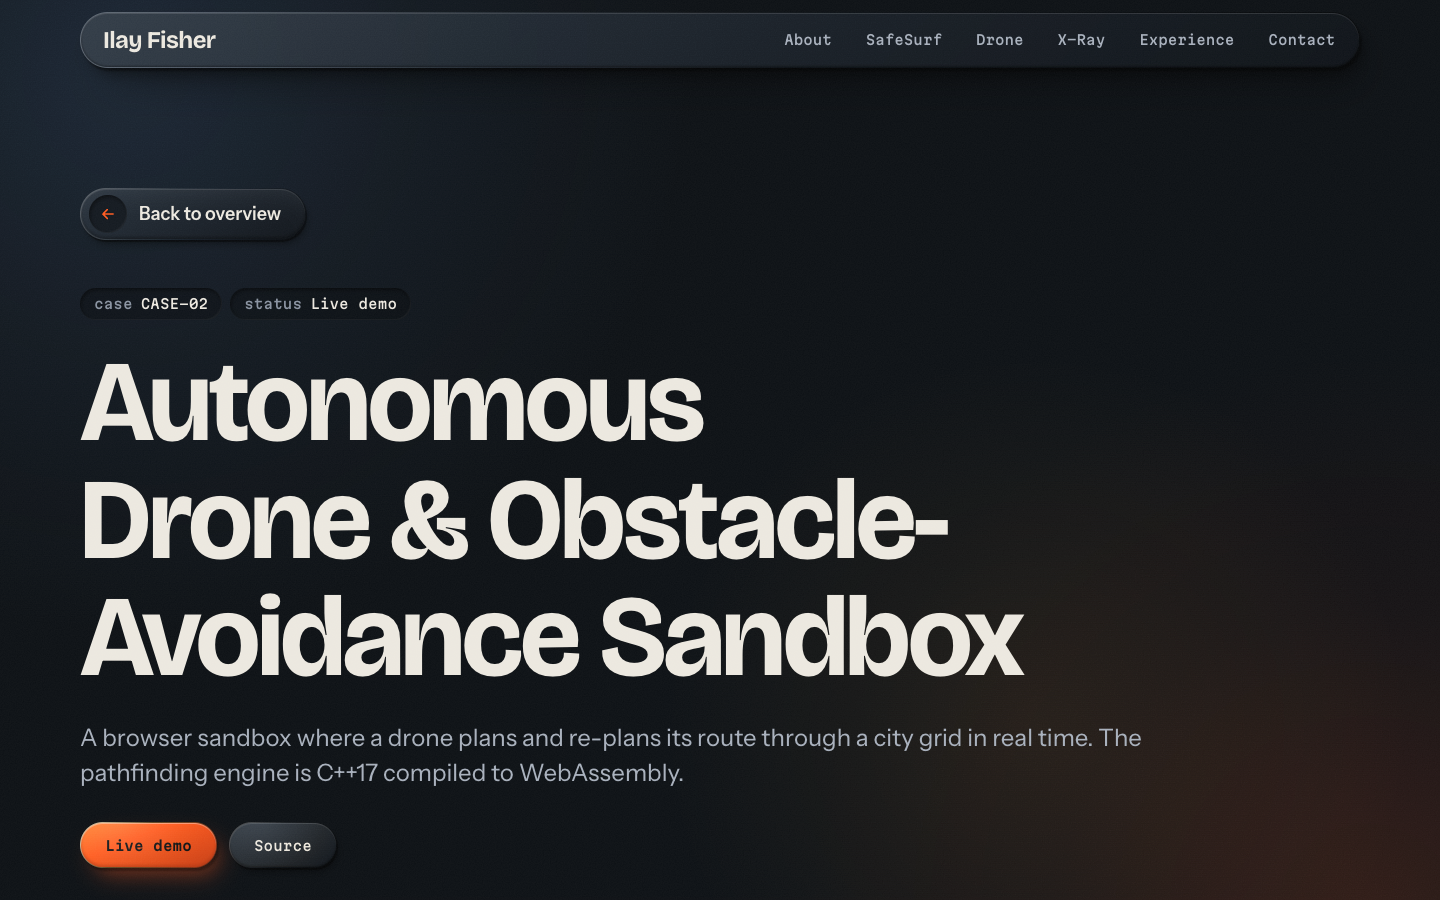 Ilay Fisher
About SafeSurf Drone X-Ray Experience Contact
← Back to overview
case CASE-02 status Live demo
Autonomous
Drone & Obstacle-
Avoidance Sandbox
A browser sandbox where a drone plans and re-plans its route through a city grid in real time. The
pathfinding engine is C++17 compiled to WebAssembly.
Live demo Source